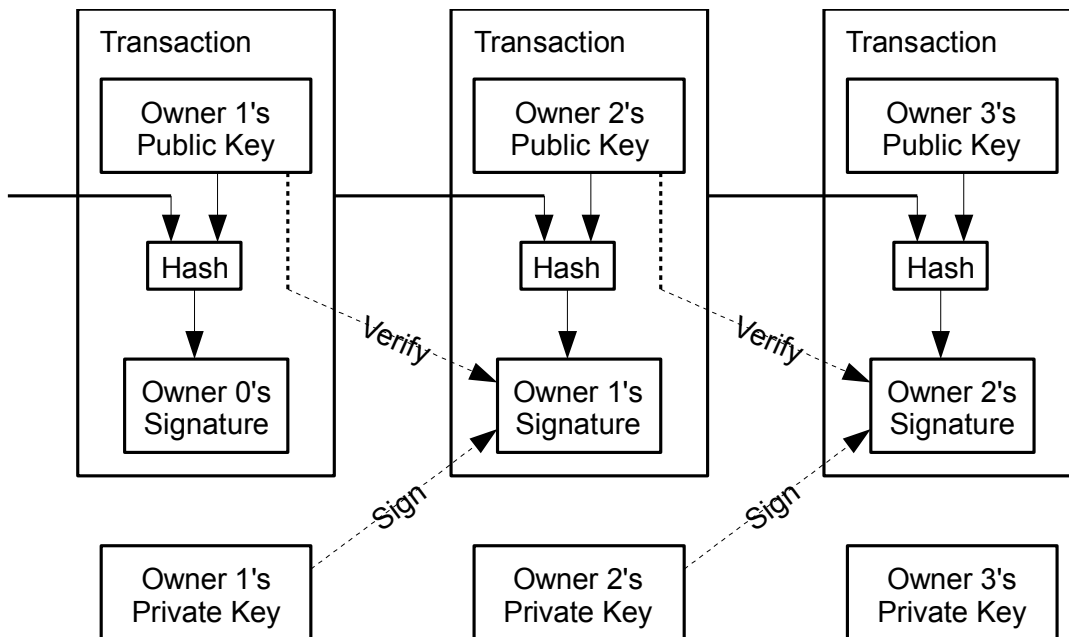 Transaction
Owner 1's
Public Key
Hash
Owner 0's
Signature
Transaction
Owner 2's
Public Key
Hash
Verify
Owner 1's
Signature
Sign
Transaction
Owner 3's
Public Key
Hash
Verify
Owner 2's
Signature
Sign
Owner 1's
Private Key
Owner 2's
Private Key
Owner 3's
Private Key